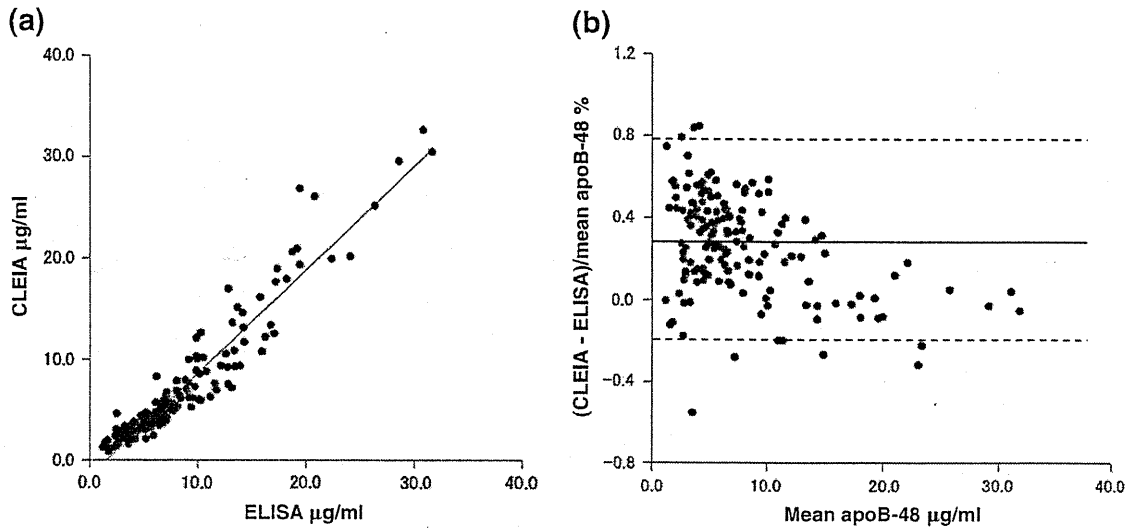 (a)
40.0
30.0
20.0
10.0
0.0
CLEIA µg/ml
0.0 10.0 20.0 30.0 40.0
ELISA µg/ml
(b)
1.2
0.8
0.4
0.0
−0.4
−0.8
(CLEIA - ELISA)/mean apoB-48 %
0.0 10.0 20.0 30.0 40.0
Mean apoB-48 µg/ml